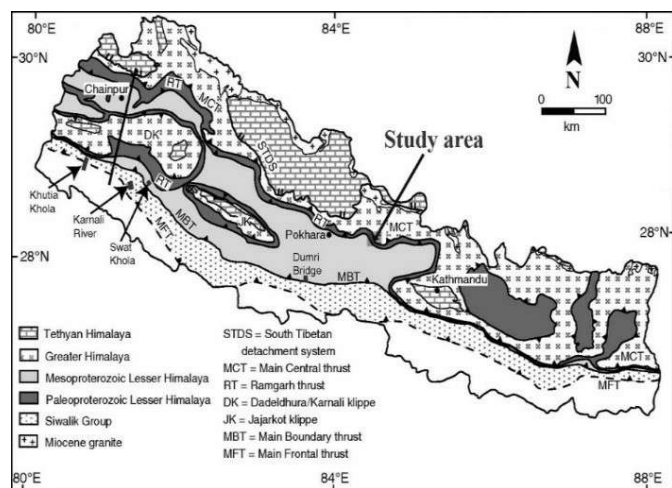 80°E
84°E
88°E
30°N
30°N
N
0 100
km
Chainpur
RT
MCT
DK
STDS
Study area
RT
Khutia
Khola
Karnali
River
Swat
Khola
MBT
MFT
JK
RT
Pokhara
MCT
28°N
28°N
Dumri
Bridge
MBT
Kathmandu
MCT
MFT
Tethyan Himalaya
Greater Himalaya
Mesoproterozoic Lesser Himalaya
Paleoproterozoic Lesser Himalaya
Siwalik Group
Miocene granite
STDS = South Tibetan
detachment system
MCT = Main Central thrust
RT = Ramgarh thrust
DK = Dadeldhura/Karnali klippe
JK = Jajarkot klippe
MBT = Main Boundary thrust
MFT = Main Frontal thrust
80°E
84°E
88°E